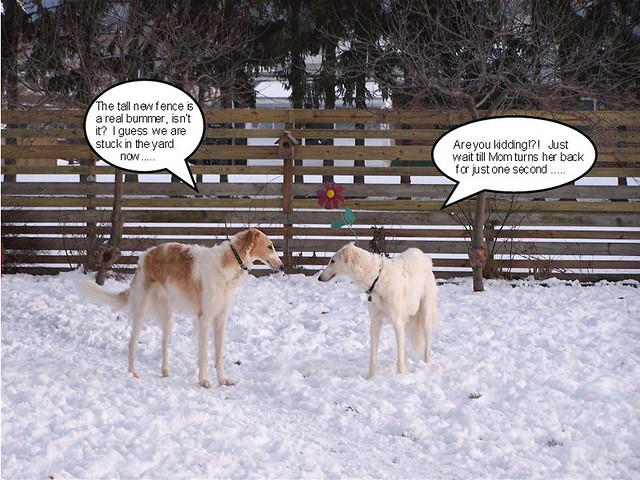 The tall new fence is
a real bummer, isn't
it? I guess we are
stuck in the yard
now.....
Are you kidding!?! Just
wait till Mom turns her back
for just one second .....